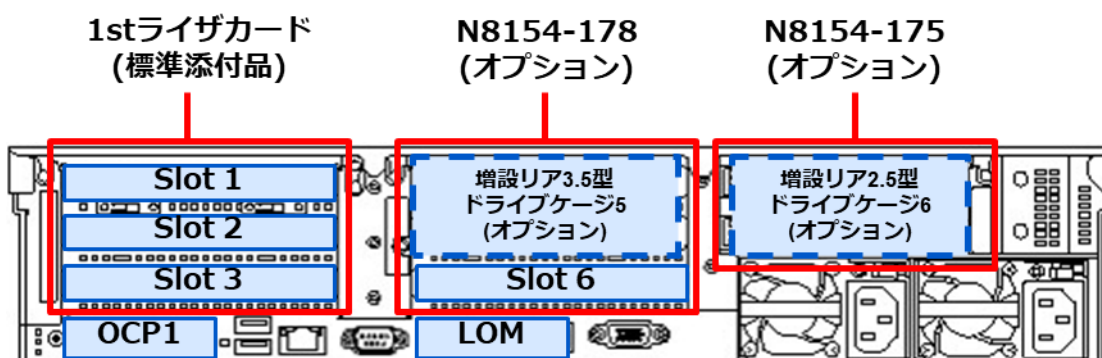 1stライザカード
(標準添付品)
N8154-178
(オプション)
N8154-175
(オプション)
Slot 1
Slot 2
Slot 3
増設リア3.5型
ドライブケージ5
(オプション)
Slot 6
増設リア2.5型
ドライブケージ6
(オプション)
OCP1
LOM